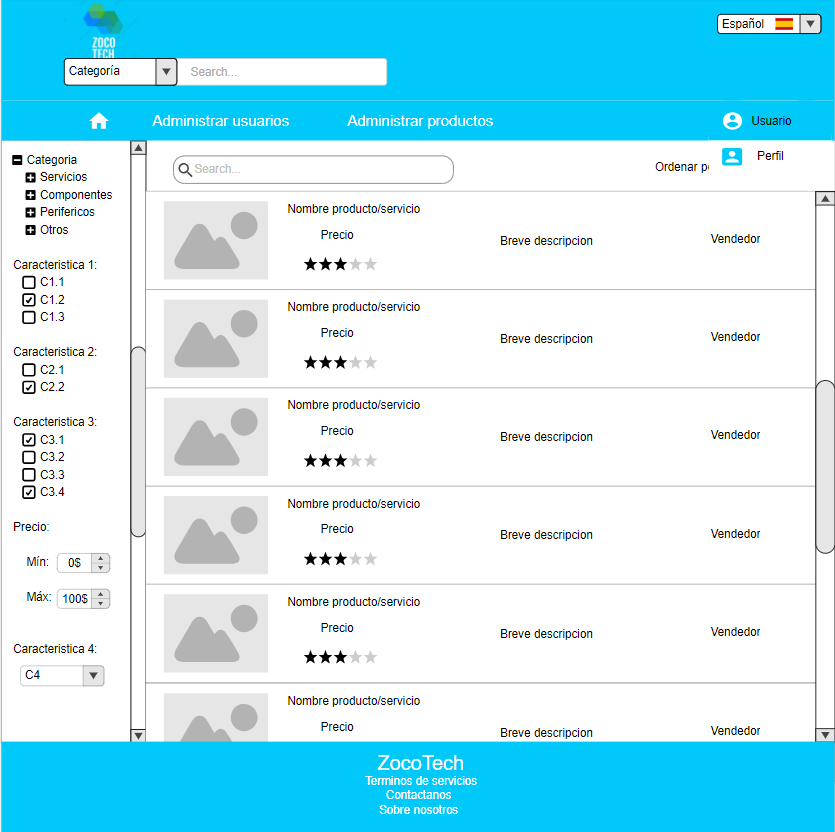 ZOCO
TECH
Español
Categoría
Search...
Administrar usuarios
Administrar productos
Usuario
Perfil
Categoria
Servicios
Componentes
Perifericos
Otros
Caracteristica 1:
C1.1
C1.2
C1.3
Caracteristica 2:
C2.1
C2.2
Caracteristica 3:
C3.1
C3.2
C3.3
C3.4
Precio:
Mín: 0$
Máx: 100$
Caracteristica 4:
C4
Search...
Ordenar po
Nombre producto/servicio
Precio
Breve descripcion
Vendedor
Nombre producto/servicio
Precio
Breve descripcion
Vendedor
Nombre producto/servicio
Precio
Breve descripcion
Vendedor
Nombre producto/servicio
Precio
Breve descripcion
Vendedor
Nombre producto/servicio
Precio
Breve descripcion
Vendedor
Nombre producto/servicio
Precio
Breve descripcion
Vendedor
ZocoTech
Terminos de servicios
Contactanos
Sobre nosotros